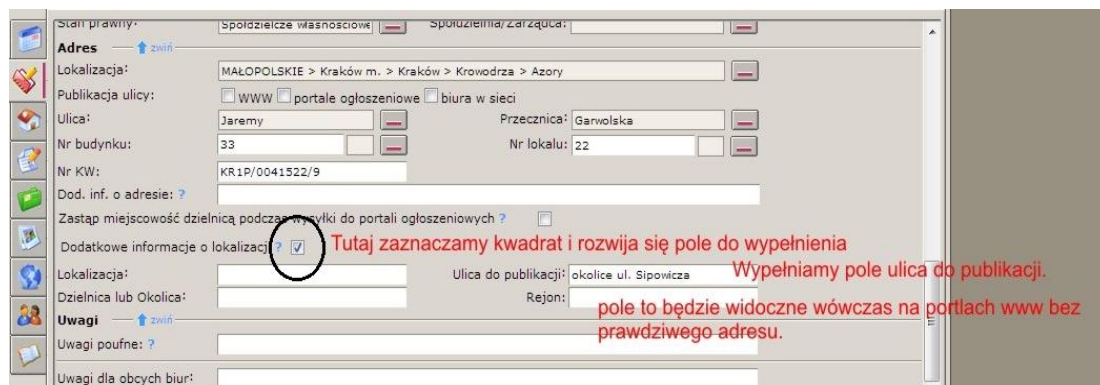 Stan prawny: Spółdzielcze własnościowe Spółdzielnia/Zarządca:
Adres zwiń
Lokalizacja: MAŁOPOLSKIE > Kraków m. > Kraków > Krowodrza > Azory
Publikacja ulicy: WWW portale ogłoszeniowe biura w sieci
Ulica: Jaremy Przecznica: Garwolska
Nr budynku: 33 Nr lokalu: 22
Nr KW: KR1P/0041522/9
Dod. inf. o adresie: ?
Zastąp miejscowość dzielnicą podczas wysyłki do portali ogłoszeniowych ?
Dodatkowe informacje o lokalizacji ? Tutaj zaznaczamy kwadrat i rozwija się pole do wypełnienia
Lokalizacja: Ulica do publikacji: okolice ul. Sipowicza Wypełniamy pole ulica do publikacji.
Dzielnica lub Okolica: Rejon: pole to będzie widoczne wówczas na portlach www bez
Uwagi zwiń prawdziwego adresu.
Uwagi poufne: ?
Uwagi dla obcych biur: